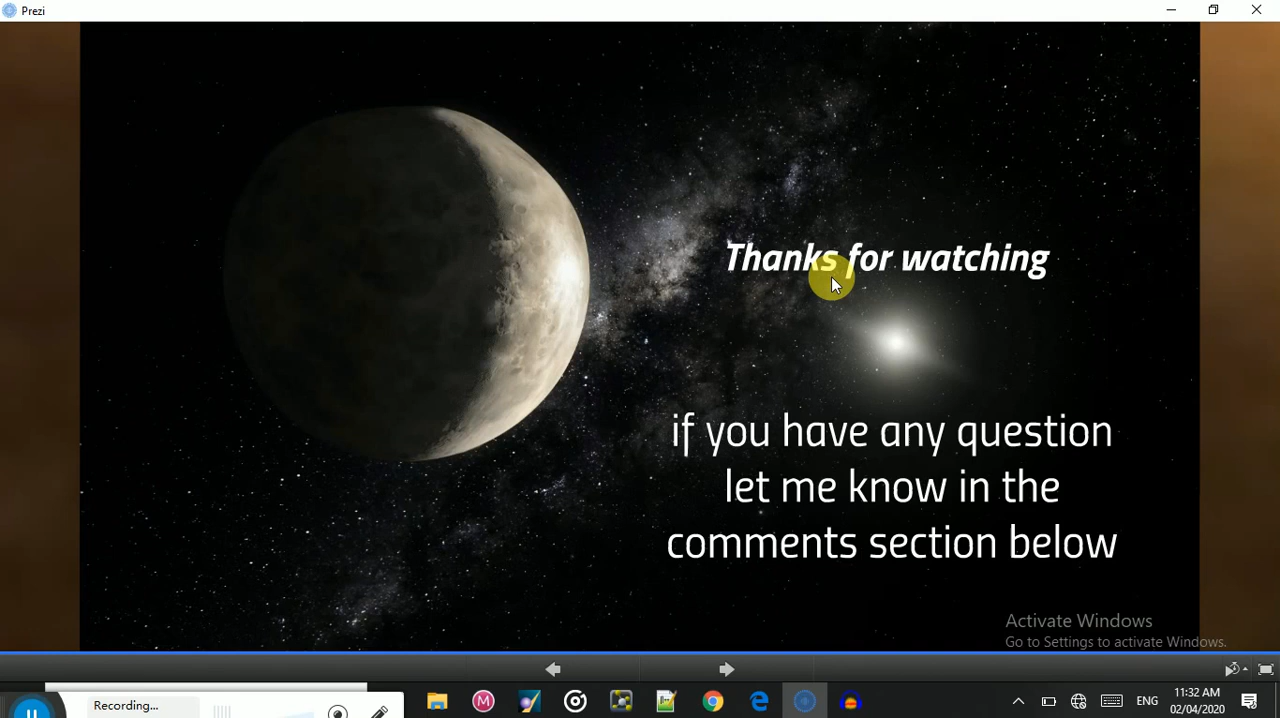 Prezi
Thanks for watching
if you have any question
let me know in the
comments section below
Activate Windows
Go to Settings to activate Windows.
Recording...
ENG
11:32 AM
02/04/2020